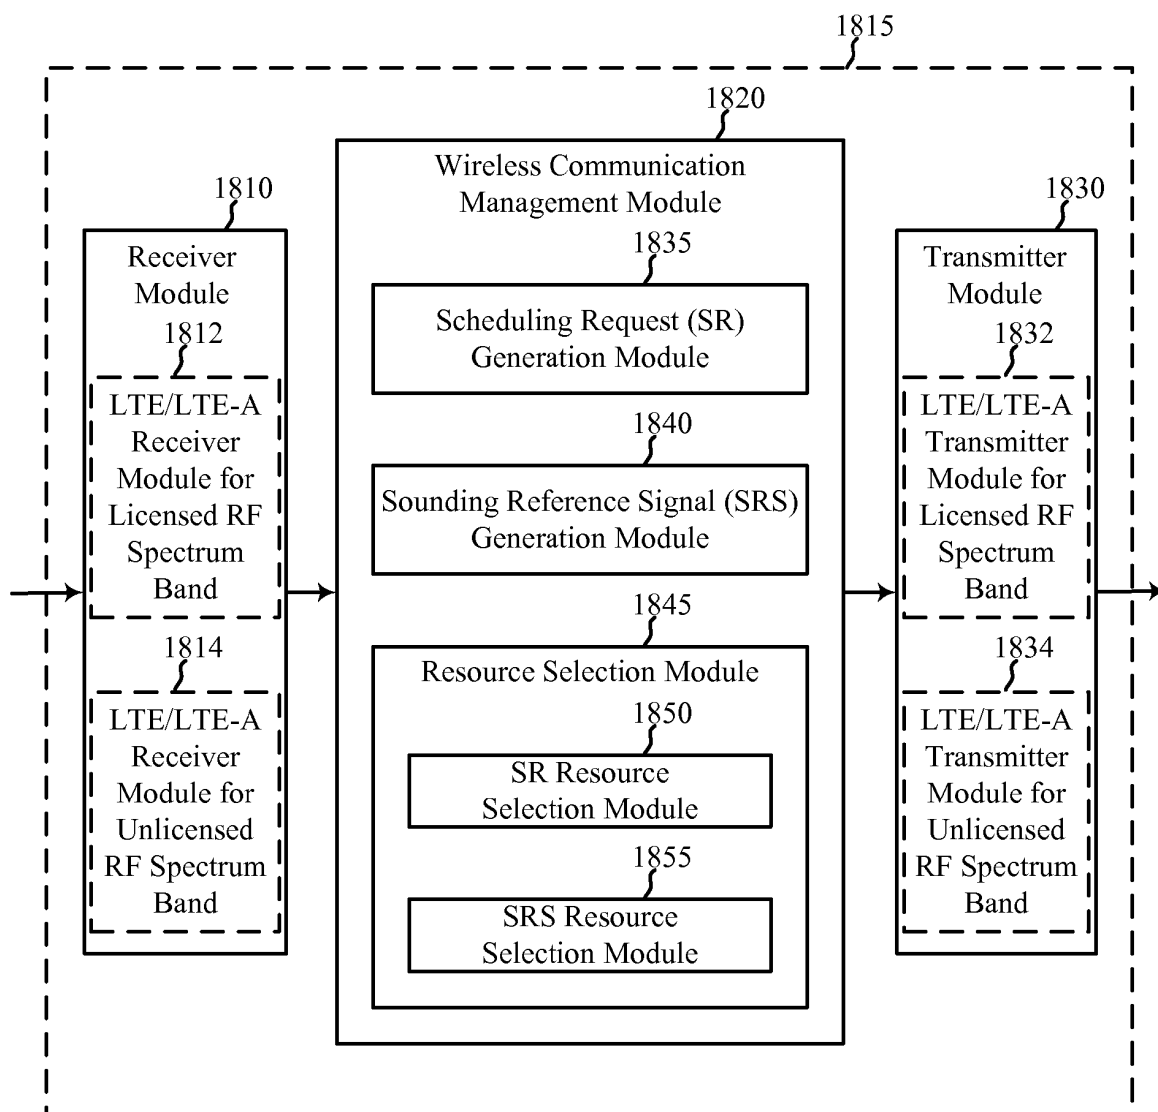 1815
1820
Wireless Communication
Management Module
1810
Receiver
Module
1812
LTE/LTE-A
Receiver
Module for
Licensed RF
Spectrum
Band
1814
LTE/LTE-A
Receiver
Module for
Unlicensed
RF Spectrum
Band
1835
Scheduling Request (SR)
Generation Module
1840
Sounding Reference Signal (SRS)
Generation Module
1845
Resource Selection Module
1850
SR Resource
Selection Module
1855
SRS Resource
Selection Module
1830
Transmitter
Module
1832
LTE/LTE-A
Transmitter
Module for
Licensed RF
Spectrum
Band
1834
LTE/LTE-A
Transmitter
Module for
Unlicensed
RF Spectrum
Band